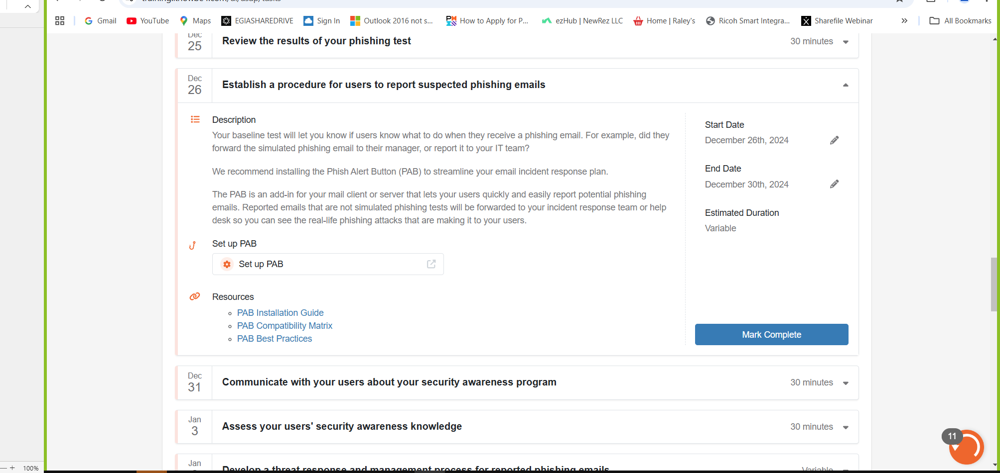 Gmail
YouTube
Maps
EGIASHAREDRIVE
Sign In
Outlook 2016 not s...
How to Apply for P...
ezHub | NewRez LLC
Home | Raley's
Ricoh Smart Integra...
Sharefile Webinar
All Bookmarks
Dec
25
Review the results of your phishing test
30 minutes
Dec
26
Establish a procedure for users to report suspected phishing emails
Description
Your baseline test will let you know if users know what to do when they receive a phishing email. For example, did they
forward the simulated phishing email to their manager, or report it to your IT team?
We recommend installing the Phish Alert Button (PAB) to streamline your email incident response plan.
The PAB is an add-in for your mail client or server that lets your users quickly and easily report potential phishing
emails. Reported emails that are not simulated phishing tests will be forwarded to your incident response team or help
desk so you can see the real-life phishing attacks that are making it to your users.
Set up PAB
Set up PAB
Resources
PAB Installation Guide
PAB Compatibility Matrix
PAB Best Practices
Start Date
December 26th, 2024
End Date
December 30th, 2024
Estimated Duration
Variable
Mark Complete
Dec
31
Communicate with your users about your security awareness program
30 minutes
Jan
3
Assess your users' security awareness knowledge
30 minutes
11
Jan
Develop a threat response and management process for reported phishing emails
Variable
100%